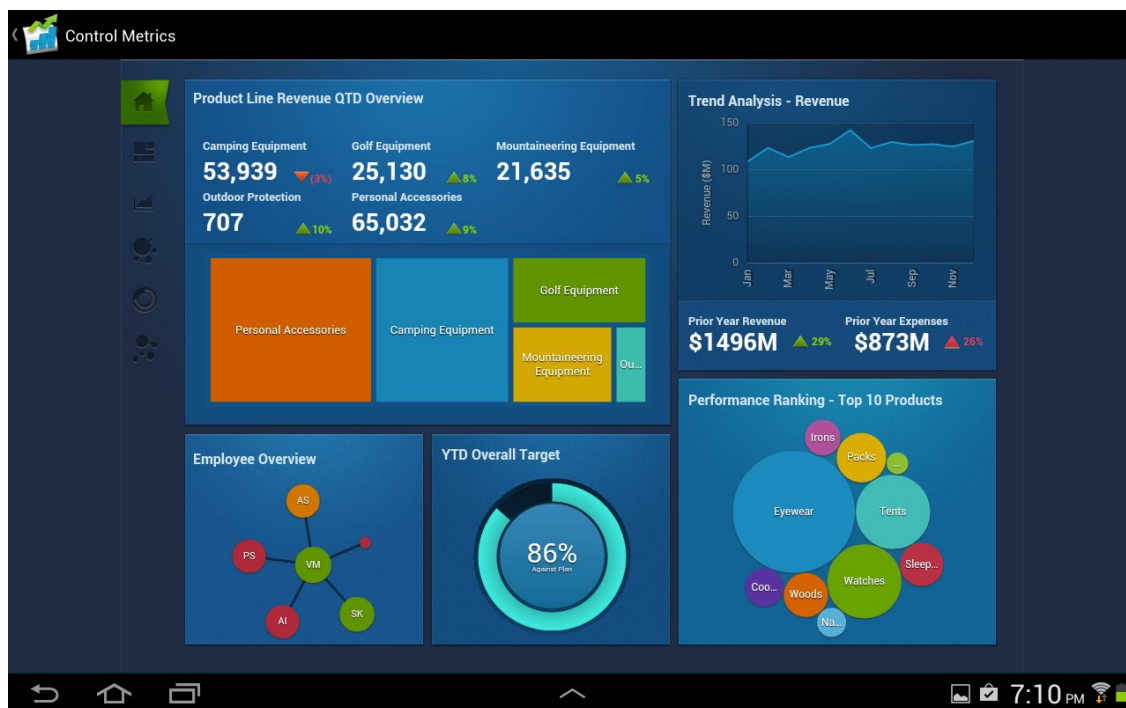 Control Metrics
Product Line Revenue QTD Overview
Camping Equipment
Golf Equipment
Mountaineering Equipment
53,939
(3%)
25,130
8%
21,635
5%
Outdoor Protection
Personal Accessories
707
10%
65,032
9%
Personal Accessories
Camping Equipment
Golf Equipment
Mountaineering
Equipment
Ou...
Trend Analysis - Revenue
Revenue ($M)
150
100
50
0
Jan
Mar
May
Jul
Sep
Nov
Prior Year Revenue
Prior Year Expenses
$1496M
29%
$873M
26%
Employee Overview
AS
PS
VM
AI
SK
YTD Overall Target
86%
Against Plan
Performance Ranking - Top 10 Products
Irons
Packs
...
Eyewear
Tents
Sleep...
Watches
Coo...
Woods
Na...
7:10 PM